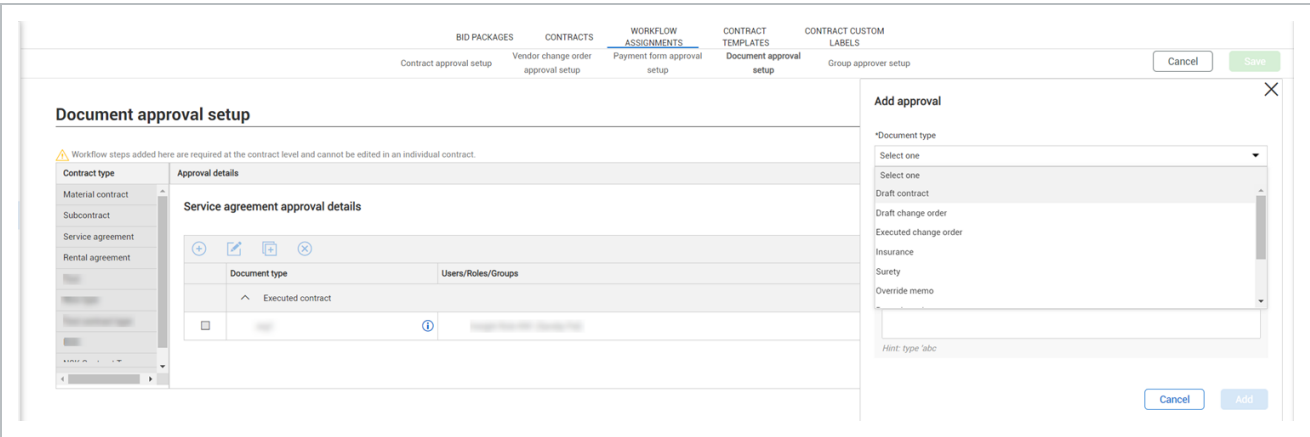 BID PACKAGES
CONTRACTS
WORKFLOW
ASSIGNMENTS
CONTRACT
TEMPLATES
CONTRACT CUSTOM
LABELS
Contract approval setup
Vendor change order
approval setup
Payment form approval
setup
Document approval
setup
Group approver setup
Cancel
Save
Document approval setup
Workflow steps added here are required at the contract level and cannot be edited in an individual contract.
Contract type
Approval details
Material contract
Subcontract
Service agreement
Rental agreement
Service agreement approval details
Document type
Users/Roles/Groups
Executed contract
Add approval
*Document type
Select one
Select one
Draft contract
Draft change order
Executed change order
Insurance
Surety
Override memo
Hint: type 'abc
Cancel
Add